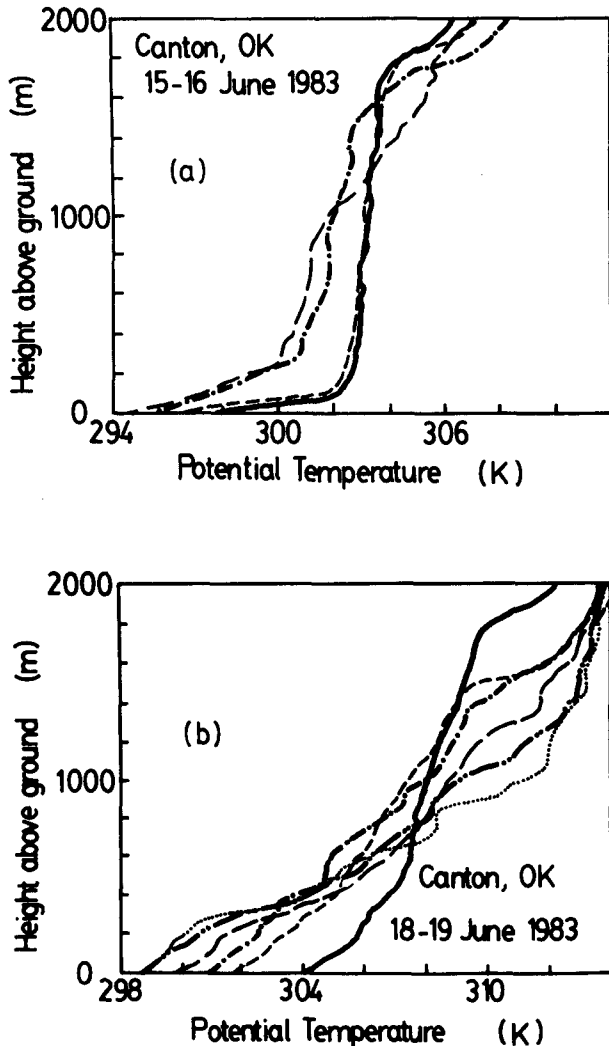 2000
Canton, OK
15-16 June 1983
(a)
1000
0
Height above ground (m)
294
300
306
Potential Temperature (K)
2000
(b)
1000
Canton, OK
18-19 June 1983
0
Height above ground (m)
298
304
310
Potential Temperature (K)